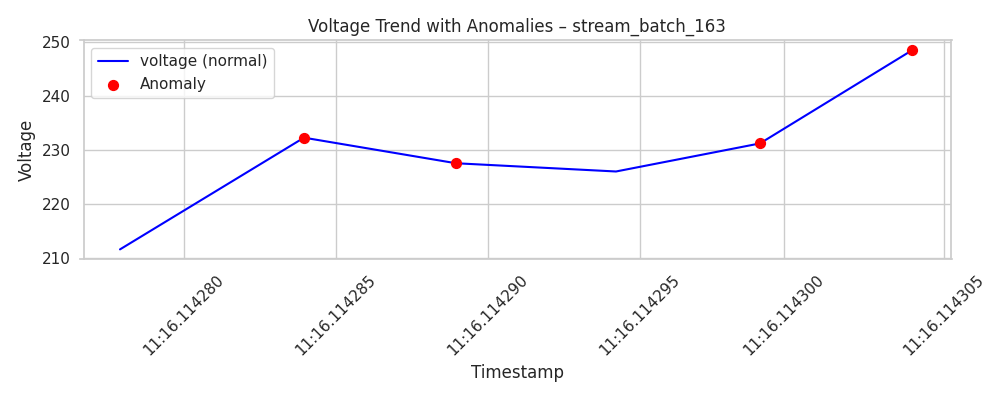 Voltage Trend with Anomalies – stream_batch_163
voltage (normal)
Anomaly
Voltage
250
240
230
220
210
11:16.114280
11:16.114285
11:16.114290
11:16.114295
11:16.114300
11:16.114305
Timestamp